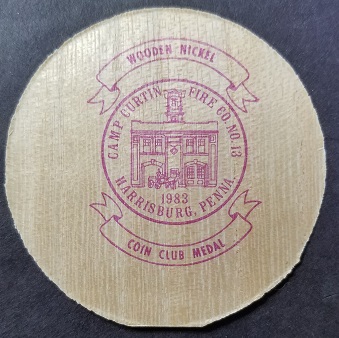 WOODEN NICKEL
CAMP CURTIN FIRE CO. NO. 13
1983
HARRISBURG, PENNA.
COIN CLUB MEDAL